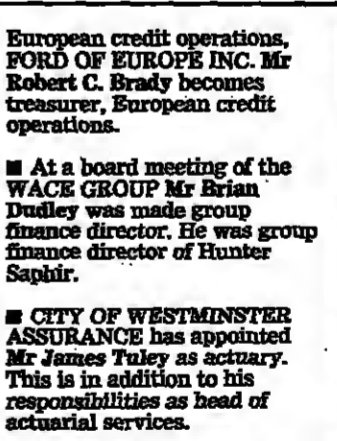 European credit operations,
FORD OF EUROPE INC. Mr
Robert C. Brady becomes
treasurer, European credit
operations.
■ At a board meeting of the
WACE GROUP Mr Brian
Dudley was made group
finance director. He was group
finance director of Hunter
Saphir.
■ CITY OF WESTMINSTER
ASSURANCE has appointed
Mr James Tuley as actuary.
This is in addition to his
responsibilities as head of
actuarial services.